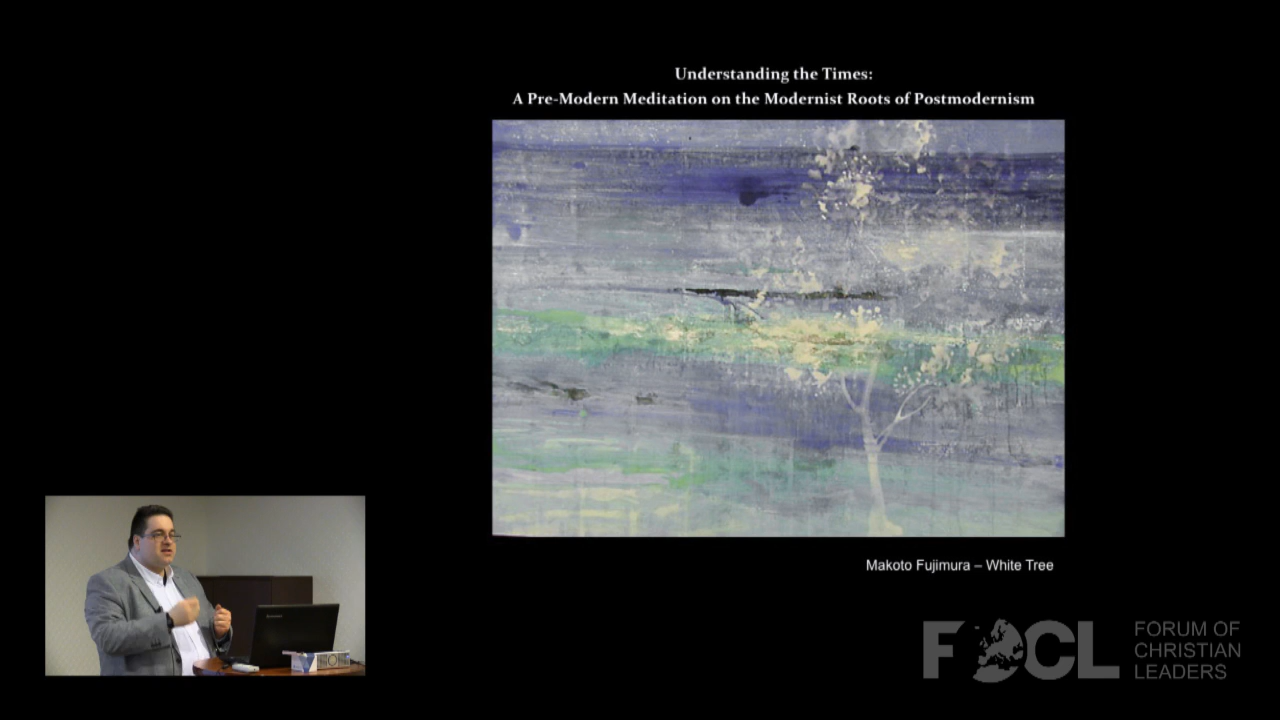 Understanding the Times:
A Pre-Modern Meditation on the Modernist Roots of Postmodernism
Makoto Fujimura – White Tree
FOCL
FORUM OF
CHRISTIAN
LEADERS